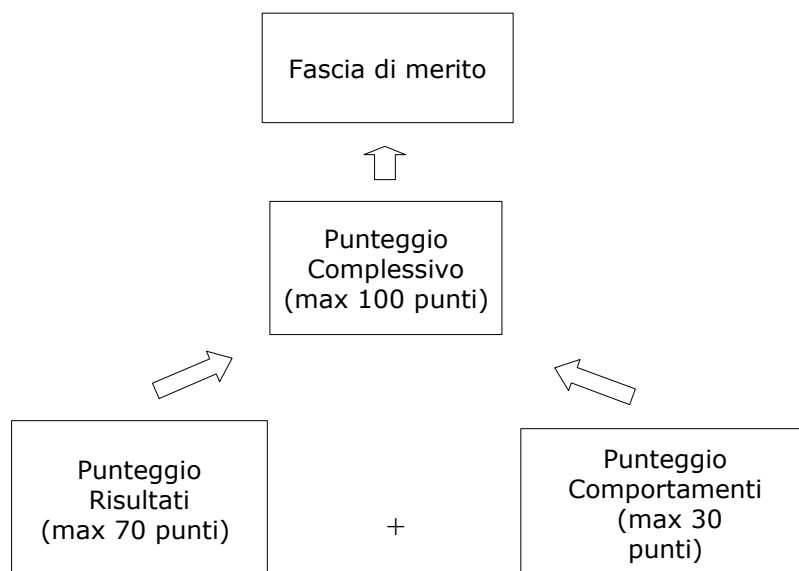 Fascia di merito
Punteggio
Complessivo
(max 100 punti)
Punteggio
Risultati
(max 70 punti)
+
Punteggio
Comportamenti
(max 30
punti)